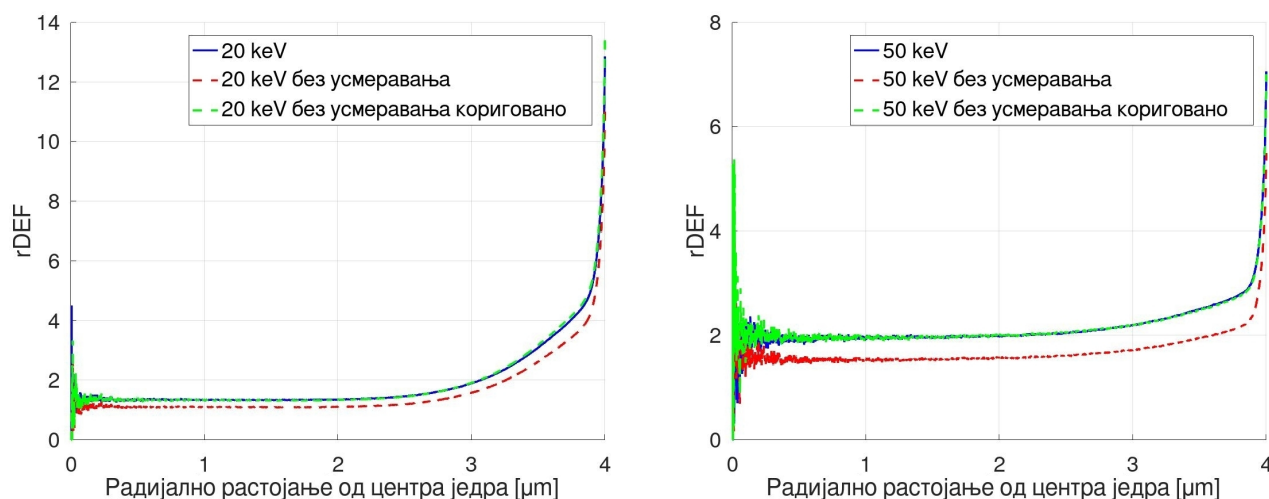 14
12
10
8
6
4
2
0
rDEF
20 keV
20 keV без усмеравања
20 keV без усмеравања кориговано
0 1 2 3 4
Радијално растојање од центра једра [μm]
8
6
4
2
0
rDEF
50 keV
50 keV без усмеравања
50 keV без усмеравања кориговано
0 1 2 3 4
Радијално растојање од центра једра [μm]